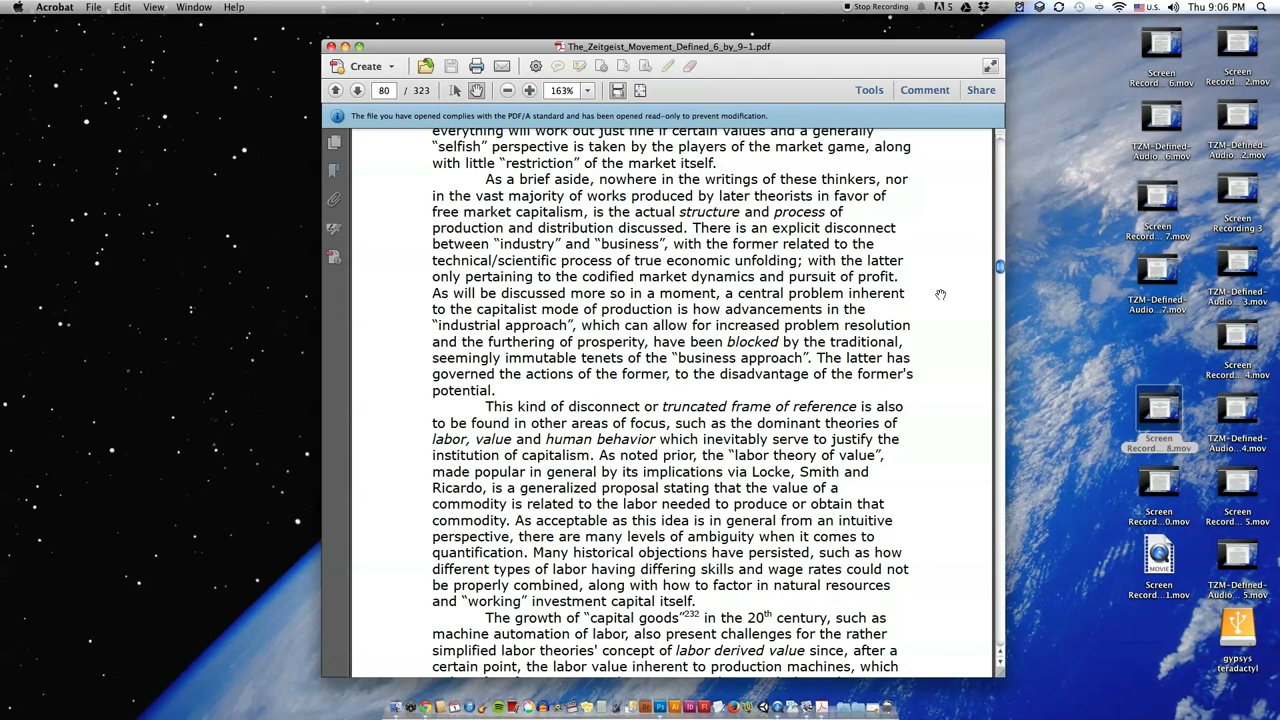 Acrobat File Edit View Window Help Stop Recording 5 U.S. Thu 9:06 PM
The_Zeitgeist_Movement_Defined_6_by_9-1.pdf
Create
80 / 323 163% Tools Comment Share
The file you have opened complies with the PDF/A standard and has been opened read-only to prevent modification.
everything will work out just fine if certain values and a generally
“selfish” perspective is taken by the players of the market game, along
with little “restriction” of the market itself.
As a brief aside, nowhere in the writings of these thinkers, nor
in the vast majority of works produced by later theorists in favor of
free market capitalism, is the actual structure and process of
production and distribution discussed. There is an explicit disconnect
between “industry” and “business”, with the former related to the
technical/scientific process of true economic unfolding; with the latter
only pertaining to the codified market dynamics and pursuit of profit.
As will be discussed more so in a moment, a central problem inherent
to the capitalist mode of production is how advancements in the
“industrial approach”, which can allow for increased problem resolution
and the furthering of prosperity, have been blocked by the traditional,
seemingly immutable tenets of the “business approach”. The latter has
governed the actions of the former, to the disadvantage of the former's
potential.
This kind of disconnect or truncated frame of reference is also
to be found in other areas of focus, such as the dominant theories of
labor, value and human behavior which inevitably serve to justify the
institution of capitalism. As noted prior, the “labor theory of value”,
made popular in general by its implications via Locke, Smith and
Ricardo, is a generalized proposal stating that the value of a
commodity is related to the labor needed to produce or obtain that
commodity. As acceptable as this idea is in general from an intuitive
perspective, there are many levels of ambiguity when it comes to
quantification. Many historical objections have persisted, such as how
different types of labor having differing skills and wage rates could not
be properly combined, along with how to factor in natural resources
and “working” investment capital itself.
The growth of “capital goods”232 in the 20th century, such as
machine automation of labor, also present challenges for the rather
simplified labor theories' concept of labor derived value since, after a
certain point, the labor value inherent to production machines, which
Screen
Record... 6.mov
Screen
Record... 2.mov
TZM-Defined-
Audio... 6.mov
TZM-Defined-
Audio... 2.mov
Screen
Record... 7.mov
Screen
Recording 3
TZM-Defined-
Audio... 7.mov
TZM-Defined-
Audio... 3.mov
Screen
Record... 4.mov
Screen
Record... 8.mov
TZM-Defined-
Audio... 4.mov
Screen
Record...0.mov
Screen
Record... 5.mov
MOVIE
Screen
Record...1.mov
TZM-Defined-
Audio... 5.mov
gypsys
teradactyl